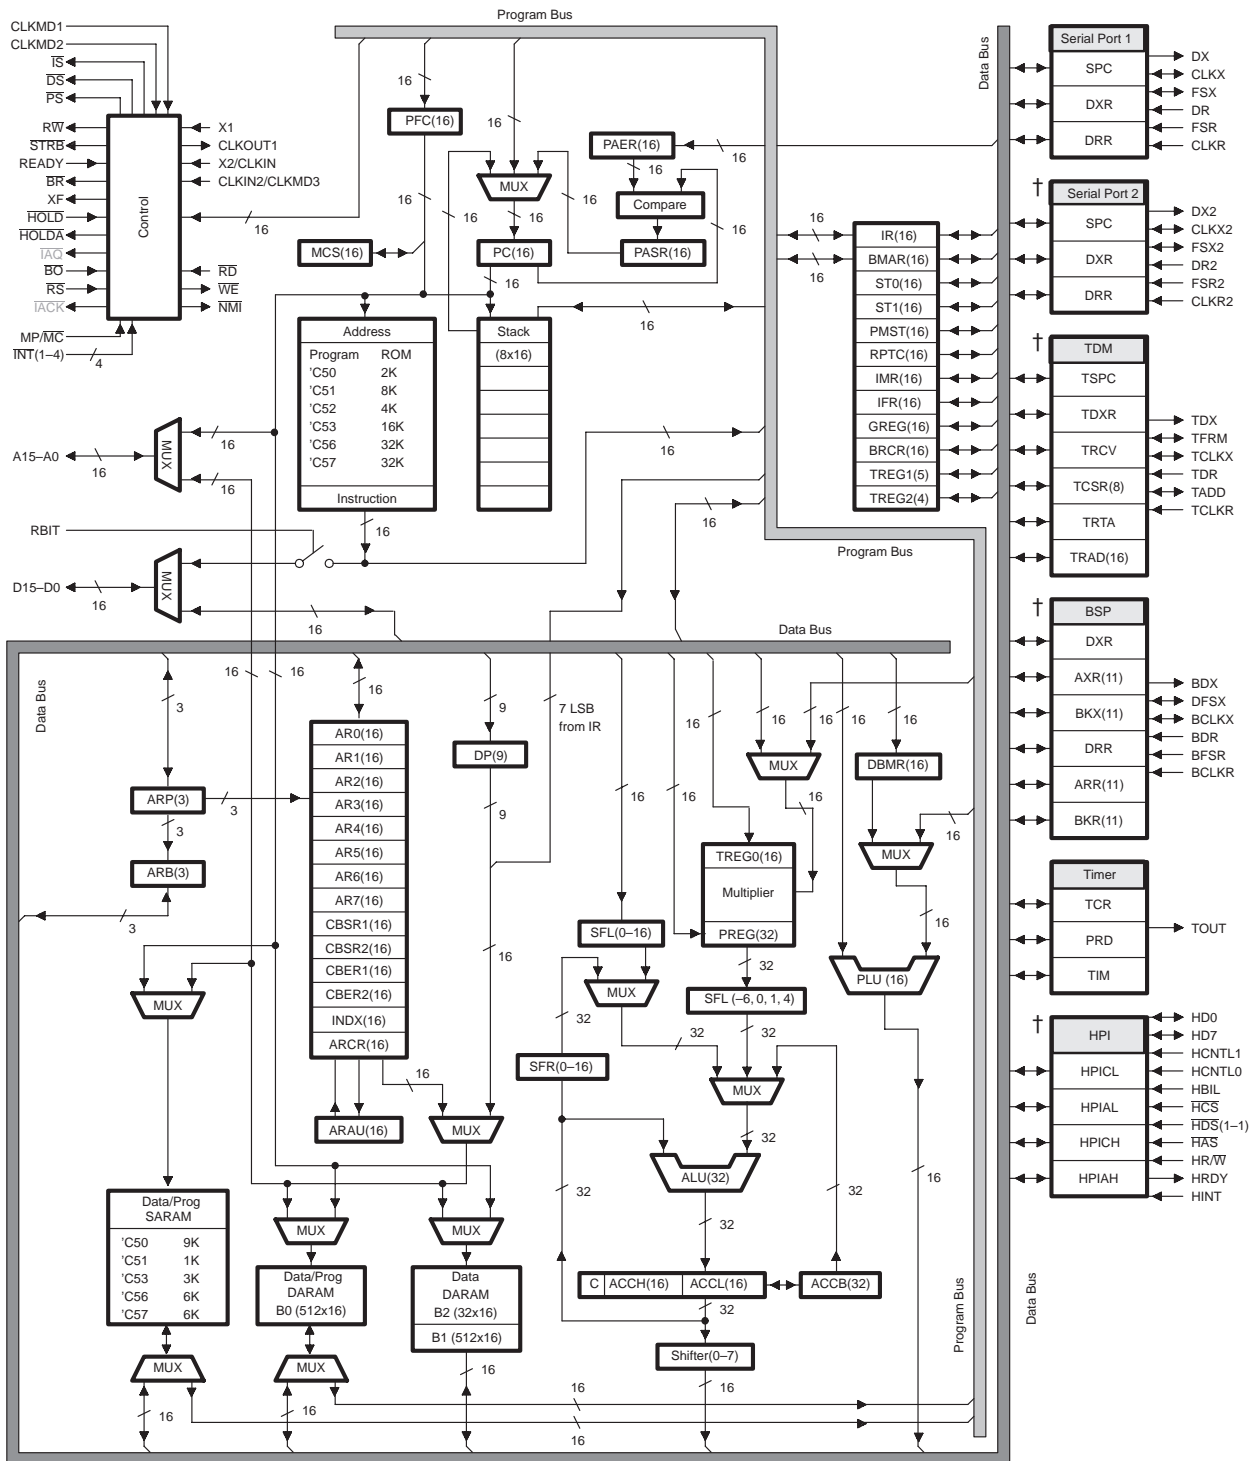 Program Bus
CLKMD1
CLKMD2
IS
DS
PS
RW
STRB
READY
BR
XF
HOLD
HOLDA
IAQ
BO
RS
IACK
MP/MC
INT(1–4)
4
Control
X1
CLKOUT1
X2/CLKIN
CLKIN2/CLKMD3
16
RD
WE
NMI
16
PFC(16)
16
MCS(16)
16
MUX
16
16
16
PC(16)
16
PAER(16)
16
16
Compare
16
PASR(16)
Address
Program ROM
'C50 2K
'C51 8K
'C52 4K
'C53 16K
'C56 32K
'C57 32K
Instruction
16
Stack
(8x16)
16
16
16
A15–A0
16
MUX
16
16
RBIT
D15–D0
16
MUX
16
16
16
IR(16)
BMAR(16)
ST0(16)
ST1(16)
PMST(16)
RPTC(16)
IMR(16)
IFR(16)
GREG(16)
BRCR(16)
TREG1(5)
TREG2(4)
Program Bus
Data Bus
Data Bus
Serial Port 1
SPC
DXR
DRR
DX
CLKX
FSX
DR
FSR
CLKR
†
Serial Port 2
SPC
DXR
DRR
DX2
CLKX2
FSX2
DR2
FSR2
CLKR2
†
TDM
TSPC
TDXR
TRCV
TCSR(8)
TRTA
TRAD(16)
TDX
TFRM
TCLKX
TDR
TADD
TCLKR
†
BSP
DXR
AXR(11)
BKX(11)
DRR
ARR(11)
BKR(11)
BDX
DFSX
BCLKX
BDR
BFSR
BCLKR
Timer
TCR
PRD
TIM
TOUT
†
HPI
HPICL
HPIAL
HPICH
HPIAH
HD0
HD7
HCNTL1
HCNTL0
HBIL
HCS
HDS(1–1)
HAS
HR/W
HRDY
HINT
Data Bus
3
16
16
16
9
7 LSB
from IR
ARP(3)
3
3
ARB(3)
3
AR0(16)
AR1(16)
AR2(16)
AR3(16)
AR4(16)
AR5(16)
AR6(16)
AR7(16)
CBSR1(16)
CBSR2(16)
CBER1(16)
CBER2(16)
INDX(16)
ARCR(16)
ARAU(16)
16
MUX
DP(9)
9
16
16
16
16
16
16
16
16
MUX
16
DBMR(16)
16
MUX
16
PLU (16)
16
TREG0(16)
Multiplier
PREG(32)
32
SFL (–6, 0, 1, 4)
32
SFL(0–16)
MUX
32
32
SFR(0–16)
MUX
32
ALU(32)
32
32
32
C ACCH(16) ACCL(16)
ACCB(32)
32
Shifter(0–7)
16
MUX
Data/Prog
SARAM
'C50 9K
'C51 1K
'C53 3K
'C56 6K
'C57 6K
MUX
16
MUX
Data/Prog
DARAM
B0 (512x16)
MUX
16
MUX
Data
DARAM
B2 (32x16)
B1 (512x16)
16
16
16
Program Bus
Data Bus